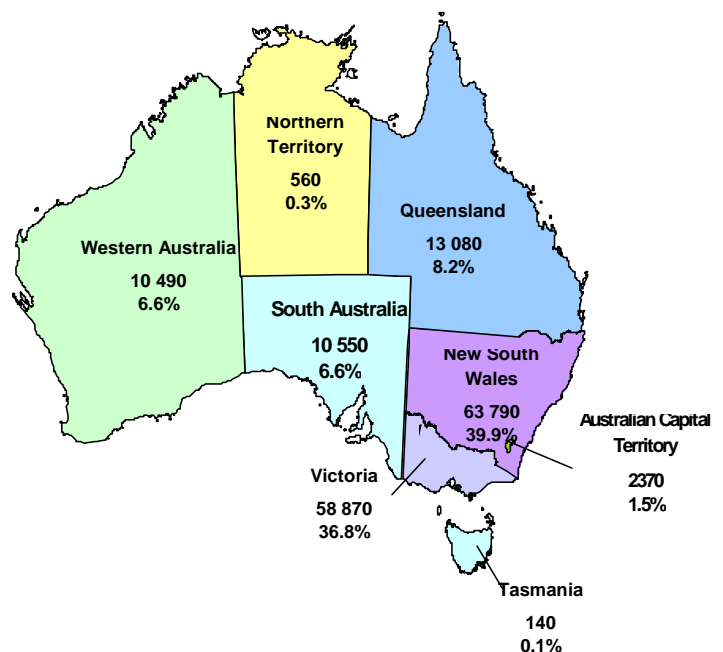 Northern
Territory
560
0.3%
Queensland
13 080
8.2%
Western Australia
10 490
6.6%
South Australia
10 550
6.6%
New South
Wales
63 790
39.9%
Australian Capital
Territory
2370
1.5%
Victoria
58 870
36.8%
Tasmania
140
0.1%